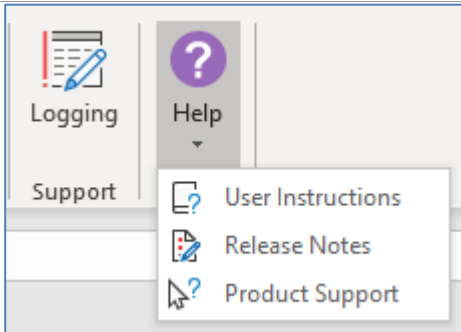 Logging
Help
Support
User Instructions
Release Notes
Product Support